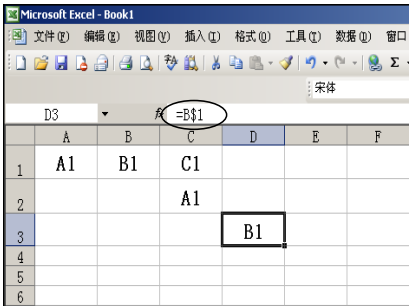 Microsoft Excel - Book1
文件(F) 编辑(E) 视图(V) 插入(I) 格式(O) 工具(T) 数据(D) 窗口
宋体
D3 =B$1
A B C D E F
1 A1 B1 C1
2 A1
3 B1
4
5
6